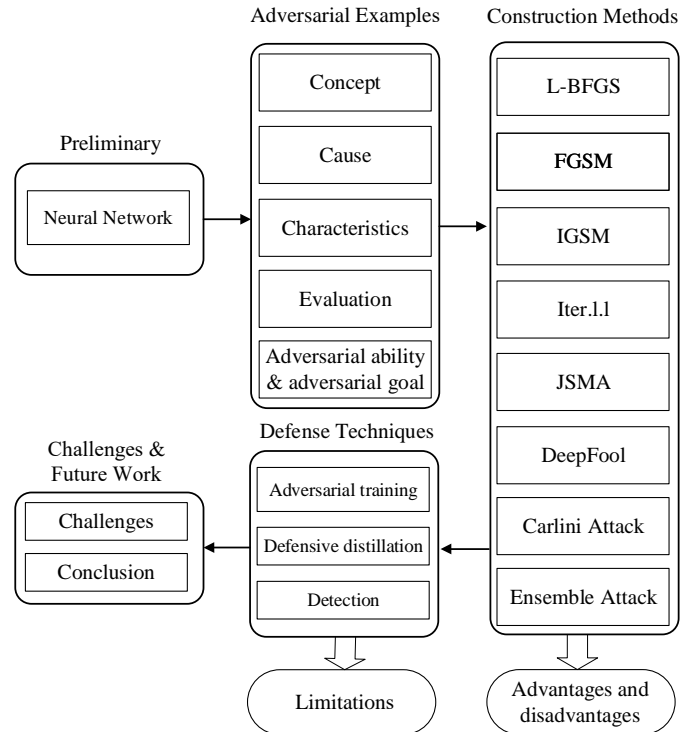 Adversarial Examples
Construction Methods
Concept
L-BFGS
Preliminary
Cause
FGSM
Neural Network
Characteristics
IGSM
Evaluation
Iter.l.l
Adversarial ability
& adversarial goal
JSMA
Challenges &
Future Work
Defense Techniques
DeepFool
Adversarial training
Challenges
Carlini Attack
Defensive distillation
Conclusion
Detection
Ensemble Attack
Limitations
Advantages and
disadvantages